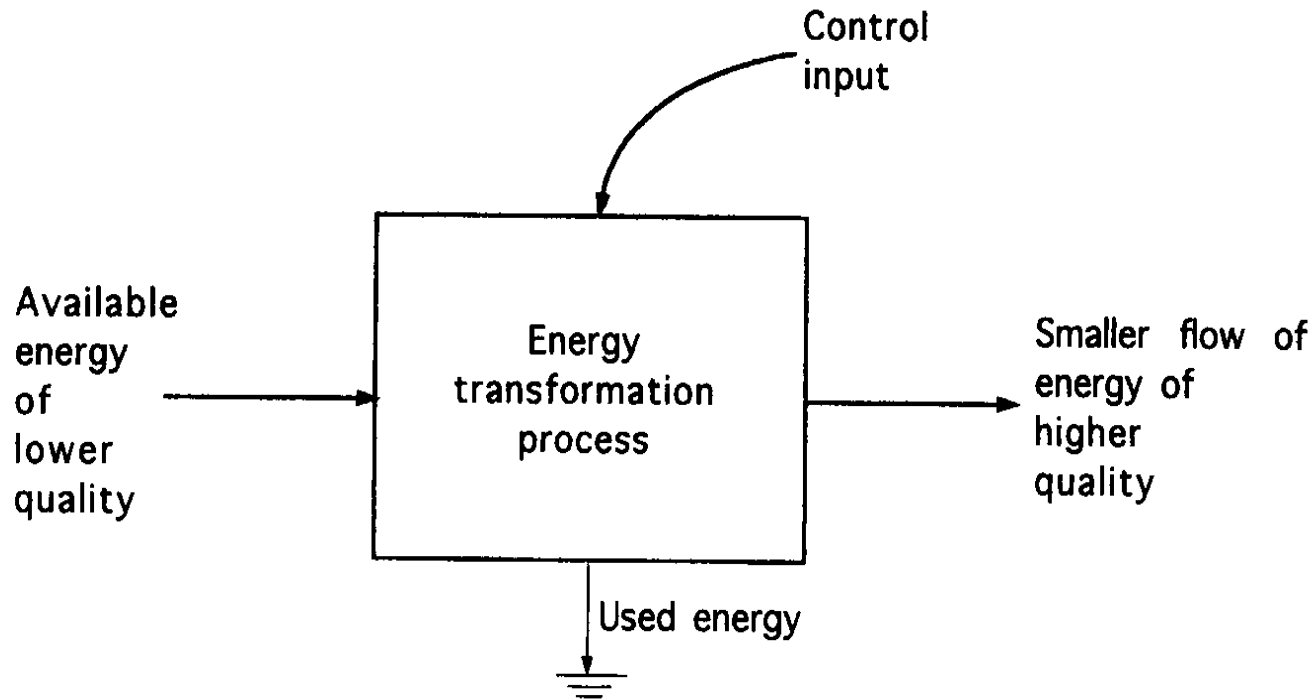 Control
input
Available
energy
of
lower
quality
Energy
transformation
process
Smaller flow of
energy of
higher
quality
Used energy